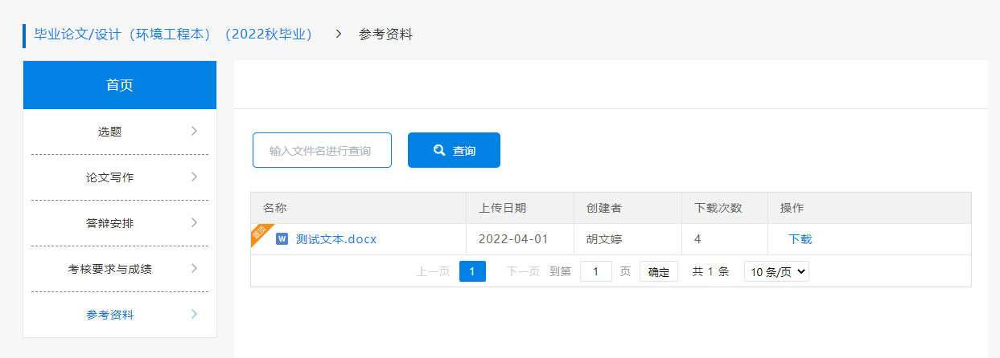 毕业论文/设计（环境工程本）（2022秋毕业） > 参考资料
首页
选题
论文写作
答辩安排
考核要求与成绩
参考资料
输入文件名进行查询 查询
名称 上传日期 创建者 下载次数 操作
置顶 W 测试文本.docx 2022-04-01 胡文婷 4 下载
上一页 1 下一页 到第 1 页 确定 共 1 条 10 条/页